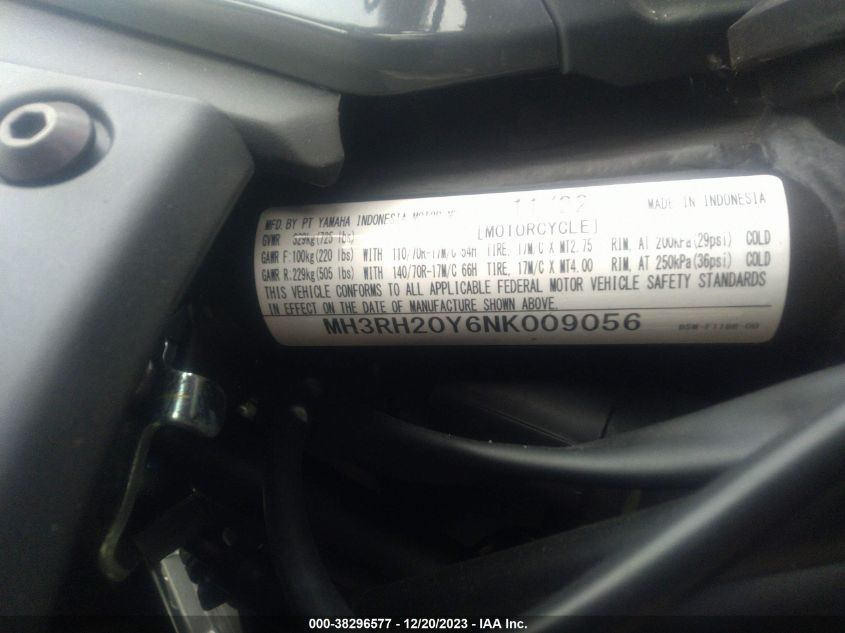 MFD.BY PT YAMAHA INDONESIA MOTOR 11/22 MADE IN INDONESIA
GVWR 329kg(725 lbs) [MOTORCYCLE]
GAWR F:100kg(220 lbs) WITH 110/70R-17M/C 54H TIRE, 17M/C X MT2.75 RIM, AT 200kPa(29psi) COLD
GAWR R:229kg(505 lbs) WITH 140/70R-17M/C 66H TIRE, 17M/C X MT4.00 RIM, AT 250kPa(36psi) COLD
THIS VEHICLE CONFORMS TO ALL APPLICABLE FEDERAL MOTOR VEHICLE SAFETY STANDARDS
IN EFFECT ON THE DATE OF MANUFACTURE SHOWN ABOVE.
MH3RH20Y6NK009056
000-38296577 - 12/20/2023 - IAA Inc.